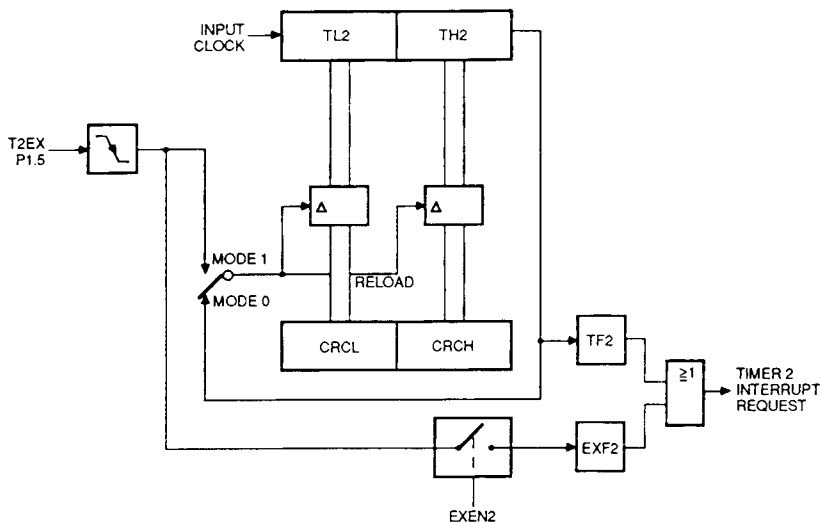 INPUT
CLOCK
TL2
TH2
T2EX
P1.5
Δ
Δ
MODE 1
RELOAD
MODE 0
CRCL
CRCH
TF2
≥1
TIMER 2
INTERRUPT
REQUEST
EXF2
EXEN2